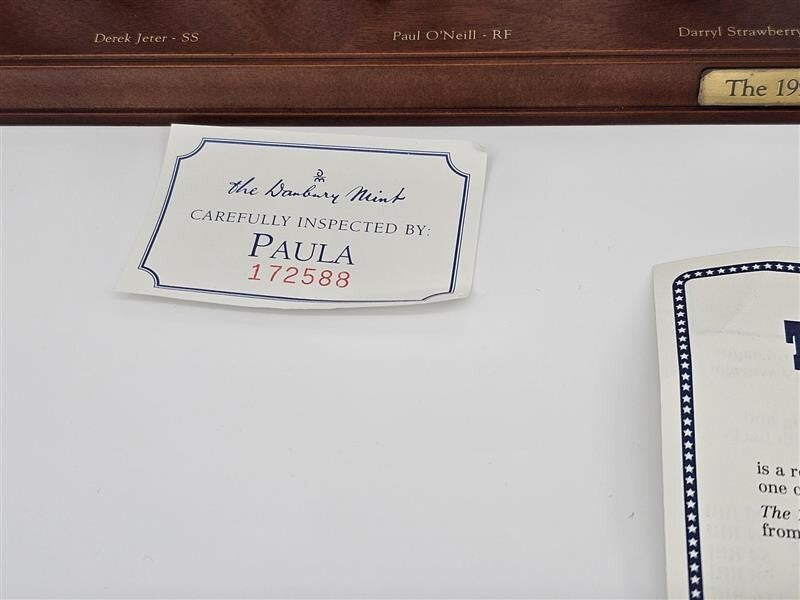 Derek Jeter - SS
Paul O'Neill - RF
Darryl Strawberry
The 19
the Danbury Mint
CAREFULLY INSPECTED BY:
PAULA
172588
T
is a r
one o
The
from